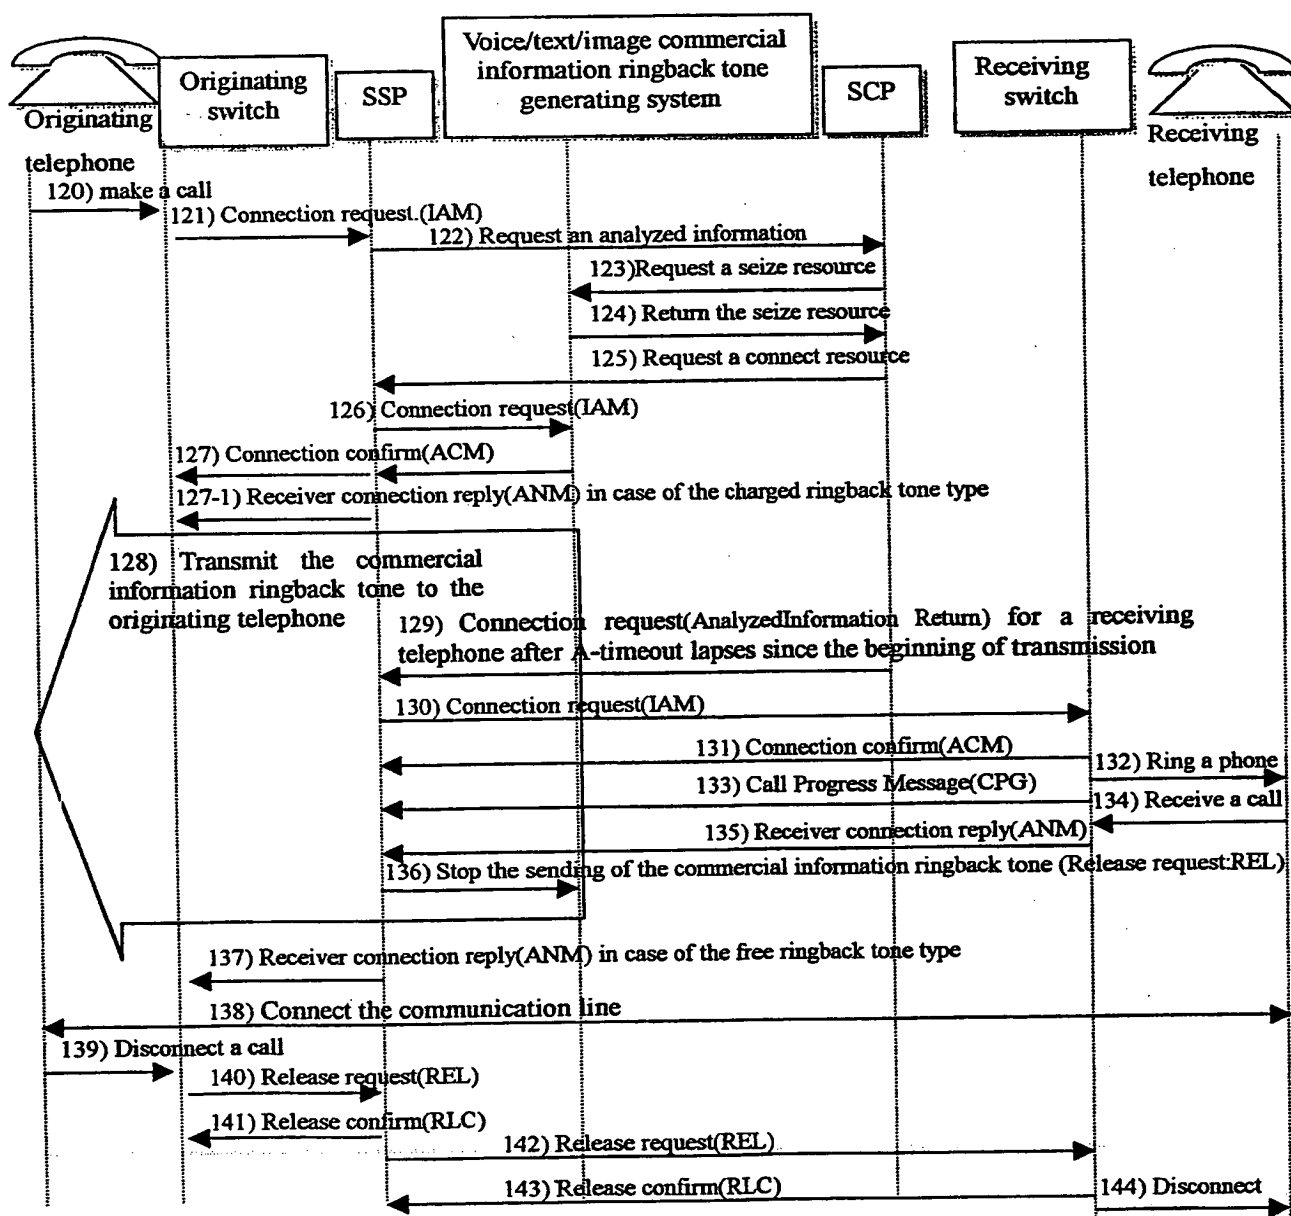 Voice/text/image commercial
information ringback tone
generating system
Originating
switch
SSP
SCP
Receiving
switch
Originating
telephone
Receiving
telephone
120) make a call
121) Connection request.(IAM)
122) Request an analyzed information
123)Request a seize resource
124) Return the seize resource
125) Request a connect resource
126) Connection request(IAM)
127) Connection confirm(ACM)
127-1) Receiver connection reply(ANM) in case of the charged ringback tone type
128) Transmit the commercial
information ringback tone to the
originating telephone
129) Connection request(AnalyzedInformation Return) for a receiving
telephone after A-timeout lapses since the beginning of transmission
130) Connection request(IAM)
131) Connection confirm(ACM)
132) Ring a phone
133) Call Progress Message(CPG)
134) Receive a call
135) Receiver connection reply(ANM)
136) Stop the sending of the commercial information ringback tone (Release request:REL)
137) Receiver connection reply(ANM) in case of the free ringback tone type
138) Connect the communication line
139) Disconnect a call
140) Release request(REL)
141) Release confirm(RLC)
142) Release request(REL)
143) Release confirm(RLC)
144) Disconnect